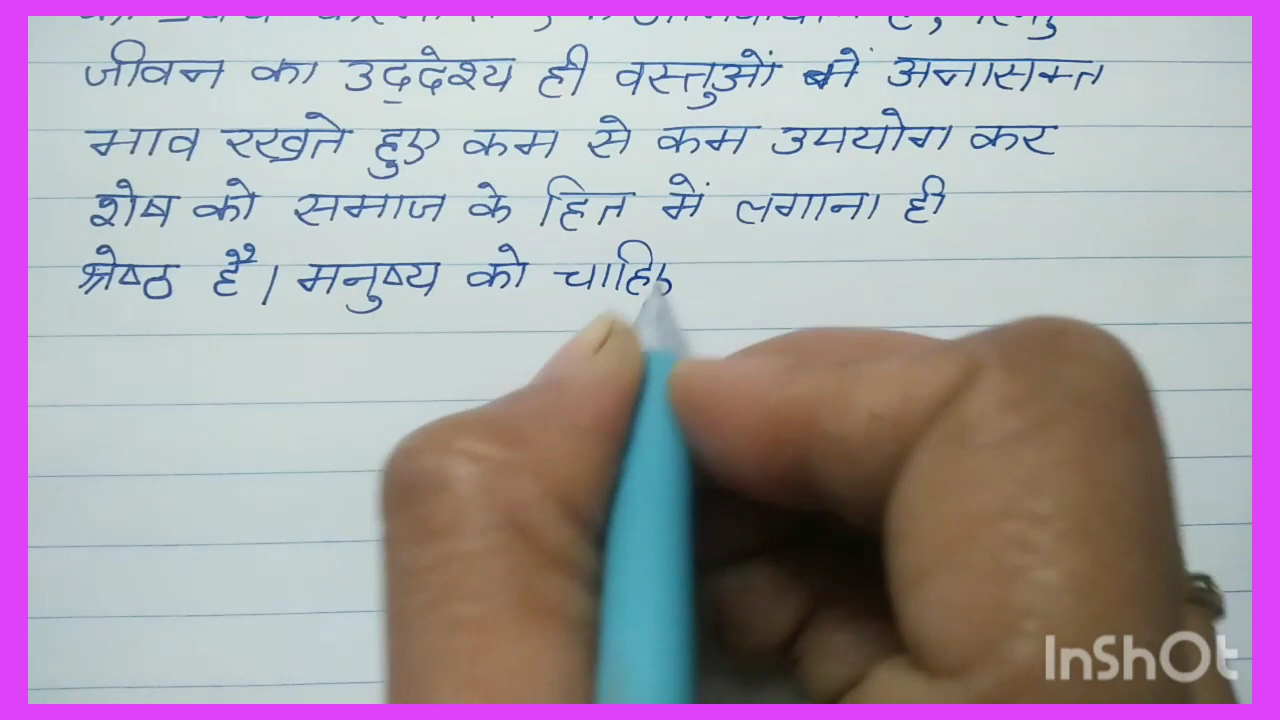 जीवन का उद्देश्य ही वस्तुओं में अनासक्त
भाव रखते हुए कम से कम उपयोग कर
शेष को समाज के हित में लगाना ही
श्रेष्ठ है। मनुष्य को चाहिए
InShOt